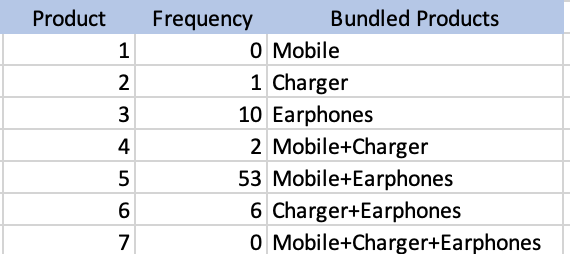 Product Frequency Bundled Products
1 0 Mobile
2 1 Charger
3 10 Earphones
4 2 Mobile+Charger
5 53 Mobile+Earphones
6 6 Charger+Earphones
7 0 Mobile+Charger+Earphones